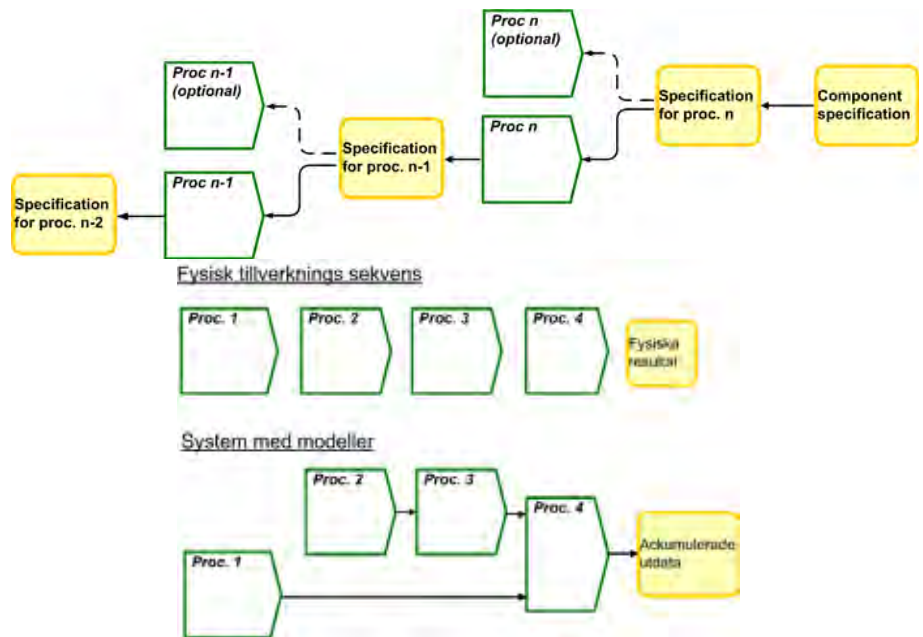 Proc n
(optional)
Proc n-1
(optional)
Specification
for proc. n
Component
specification
Proc n
Specification
for proc. n-1
Proc n-1
Specification
for proc. n-2
Fysisk tillverknings sekvens
Proc. 1
Proc. 2
Proc. 3
Proc. 4
Fysiska
resultat
System med modeller
Proc. 2
Proc. 3
Proc. 4
Proc. 1
Ackumulerade
utdata